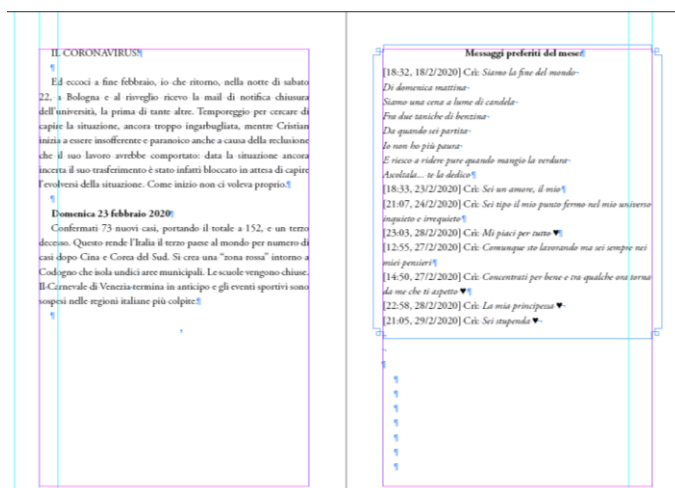 IL CORONAVIRUS!
Ed eccoci a fine febbraio, io che ritorno, nella notte di sabato
22, a Bologna e al risveglio ricevo la mail di notifica chiusura
dell'università, la prima di tante altre. Temporeggio per cercare di
capire la situazione, ancora troppo ingarbugliata, mentre Cristian
inizia a essere insofferente e paranoico anche a causa della reclusione
che il suo lavoro avrebbe comportato: data la situazione ancora
incerta il suo trasferimento è stato infatti bloccato in attesa di capire
l'evolversi della situazione. Come inizio non ci voleva proprio.
Domenica 23 febbraio 2020
Confermati 73 nuovi casi, portando il totale a 152, e un terzo
decesso. Questo rende l'Italia il terzo paese al mondo per numero di
casi dopo Cina e Corea del Sud. Si crea una "zona rossa" intorno a
Codogno che isola undici aree municipali. Le scuole vengono chiuse.
Il Carnevale di Venezia termina in anticipo e gli eventi sportivi sono
sospesi nelle regioni italiane più colpite.
Messaggi preferiti del mese:
[18:32, 18/2/2020] Cri: Siamo la fine del mondo
Di domenica mattina
Siamo una cena a lume di candela
Fra due taniche di benzina
Da quando sei partita
Io non ho più paura
E riesco a ridere pure quando mangio la verdura
Ascoltala... te la dedico
[18:33, 23/2/2020] Cri: Sei un amore, il mio
[21:07, 24/2/2020] Cri: Sei tipo il mio punto fermo nel mio universo
inquieto e irrequieto
[23:03, 28/2/2020] Cri: Mi piaci per tutto ♥
[12:55, 27/2/2020] Cri: Comunque sto lavorando ma sei sempre nei
miei pensieri
[14:50, 27/2/2020] Cri: Concentrati per bene e tra qualche ora torna
da me che ti aspetto ♥
[22:58, 28/2/2020] Cri: La mia principessa ♥
[21:05, 29/2/2020] Cri: Sei stupenda ♥